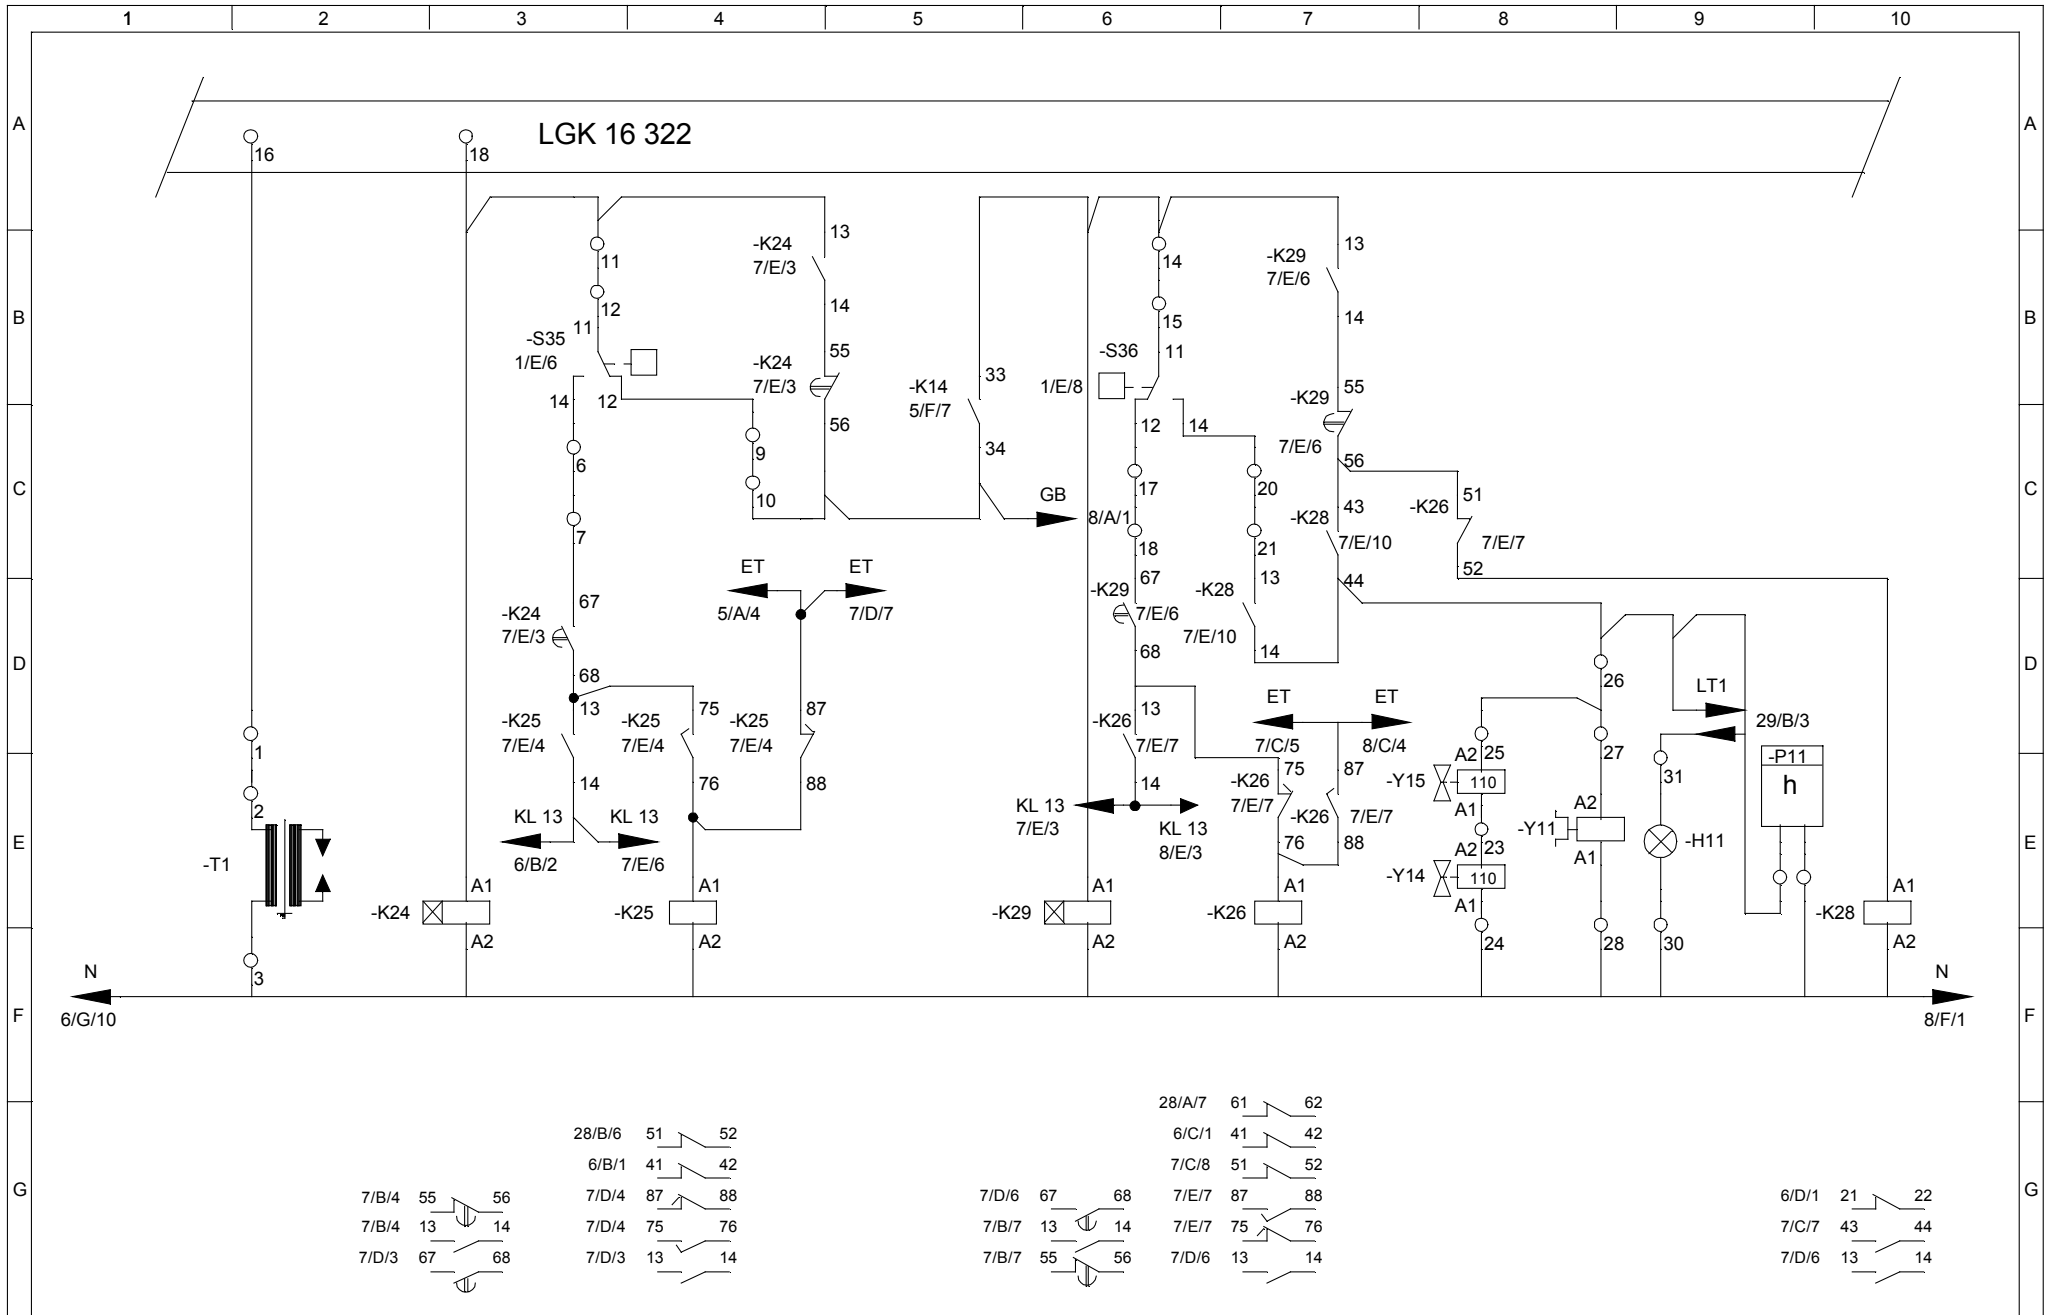 1 2 3 4 5 6 7 8 9 10
A LGK 16 322 A
16 18
-K24 13
7/E/3
14
11
12
-S35 11
1/E/6
14 12
-K24 55
7/E/3
56
-K14 33
5/F/7
34
14
15
-S36 11
1/E/8
12 14
-K29 13
7/E/6
14
55
-K29
7/E/6
56
B B
6
7
9
10
GB
8/A/1
17
18
20
21
43
-K28
7/E/10
44
51
-K26
7/E/7
52
C C
67
-K24
7/E/3
68
ET ET
5/A/4 7/D/7
67
-K29 7/E/6
68
13
-K28
7/E/10
14
26
LT1
29/B/3
D D
1
2
13
-K25
7/E/4
14
75
-K25
7/E/4
76
87
-K25
7/E/4
88
13
-K26
7/E/7
14
ET ET
7/C/5 8/C/4
75
-K26
7/E/7
76
87
-K26 7/E/7
88
A2 25
-Y15 110
A1
A2 23
-Y14 110
A1
24
27
A2
-Y11
A1
28
31
-H11
30
-P11
h
KL 13 KL 13
6/B/2 7/E/6
KL 13
7/E/3
KL 13
8/E/3
E E
-T1
3
A1
-K24
A2
A1
-K25
A2
A1
-K29
A2
A1
-K26
A2
A1
-K28
A2
N N
6/G/10 8/F/1
F F
G G
7/B/4 55 56
7/B/4 13 14
7/D/3 67 68
28/B/6 51 52
6/B/1 41 42
7/D/4 87 88
7/D/4 75 76
7/D/3 13 14
7/D/6 67 68
7/B/7 13 14
7/B/7 55 56
28/A/7 61 62
6/C/1 41 42
7/C/8 51 52
7/E/7 87 88
7/E/7 75 76
7/D/6 13 14
6/D/1 21 22
7/C/7 43 44
7/D/6 13 14